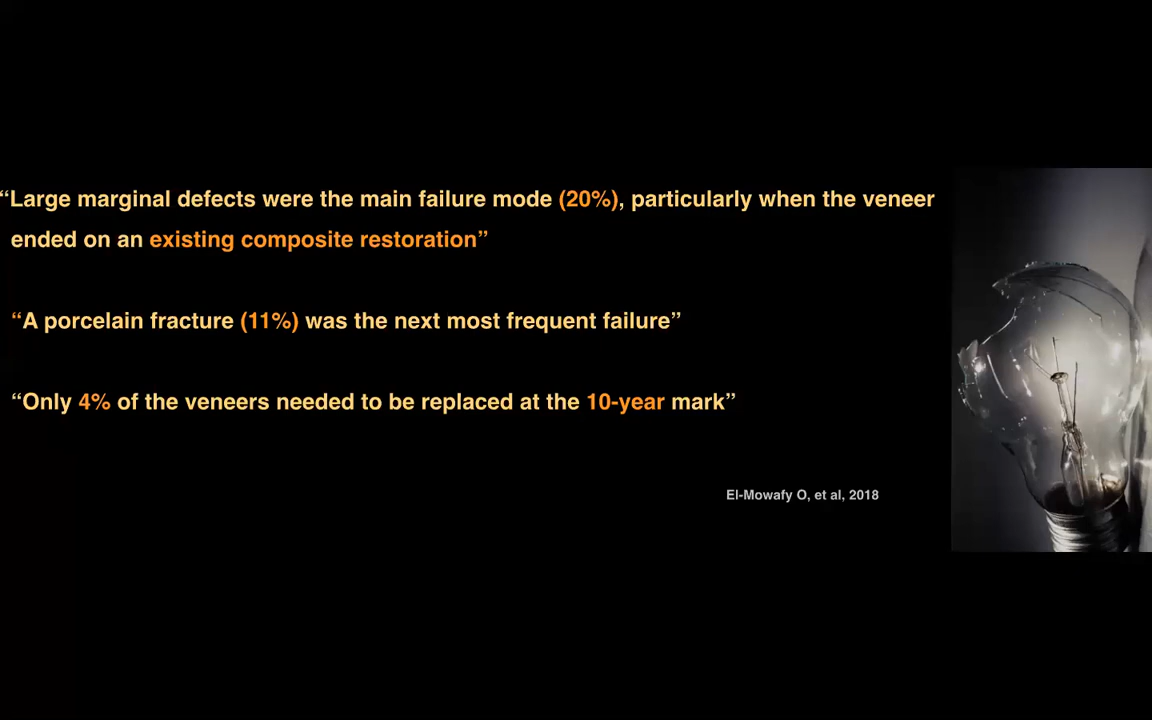 “Large marginal defects were the main failure mode (20%), particularly when the veneer
ended on an existing composite restoration”
“A porcelain fracture (11%) was the next most frequent failure”
“Only 4% of the veneers needed to be replaced at the 10-year mark”
El-Mowafy O, et al, 2018